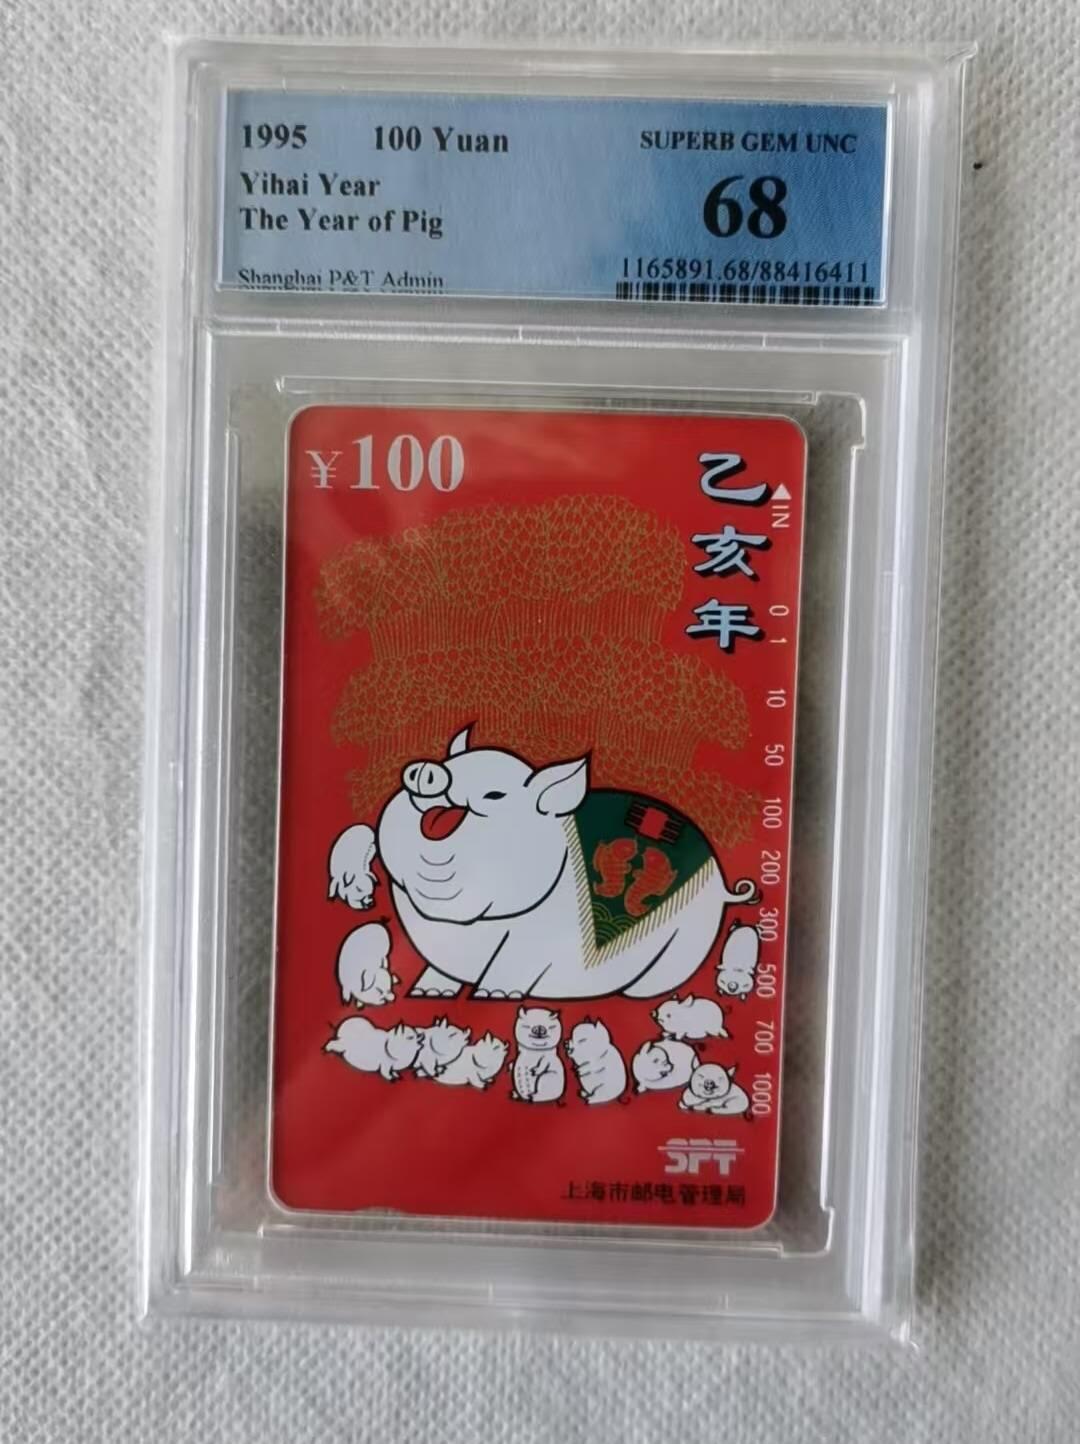 1995 100 Yuan SUPERB GEM UNC
Yihai Year
The Year of Pig
68
Shanghai P&T Admin
1165891.68/88416411
¥100
乙亥年
IN
0
1
10
50
100
200
300
500
700
1000
春
SPT
上海市邮电管理局